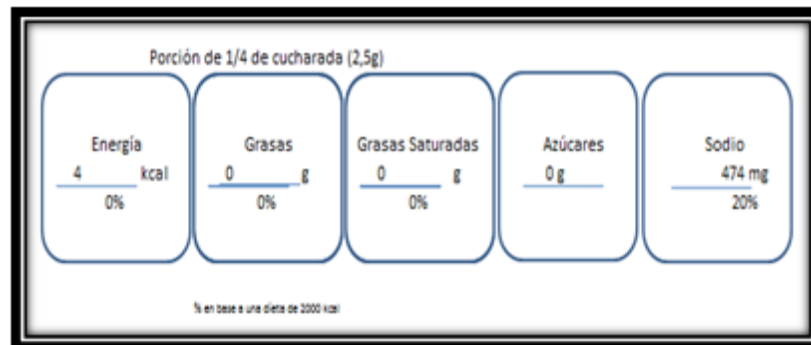 Porción de 1/4 de cucharada (2,5g)
Energía Grasas Grasas Saturadas Azúcares Sodio
4 kcal 0 g 0 g 0 g 474 mg
0% 0% 0% 20%
% en base a una dieta de 2000 kcal